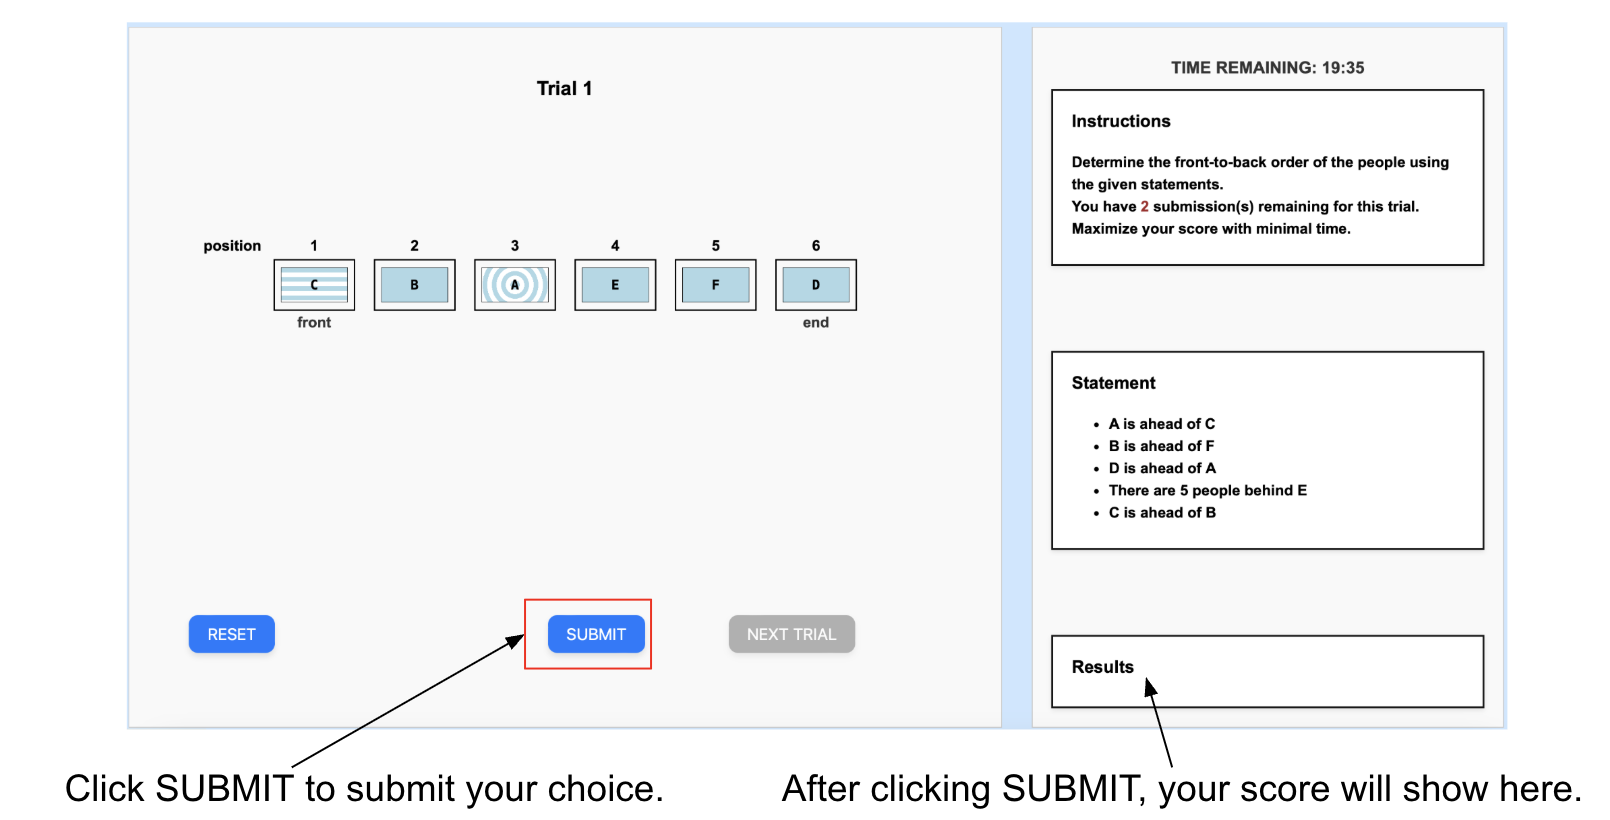 Trial 1
position 1 2 3 4 5 6
C B A E F D
front end
RESET SUBMIT NEXT TRIAL
TIME REMAINING: 19:35
Instructions
Determine the front-to-back order of the people using
the given statements.
You have 2 submission(s) remaining for this trial.
Maximize your score with minimal time.
Statement
• A is ahead of C
• B is ahead of F
• D is ahead of A
• There are 5 people behind E
• C is ahead of B
Results
Click SUBMIT to submit your choice.
After clicking SUBMIT, your score will show here.